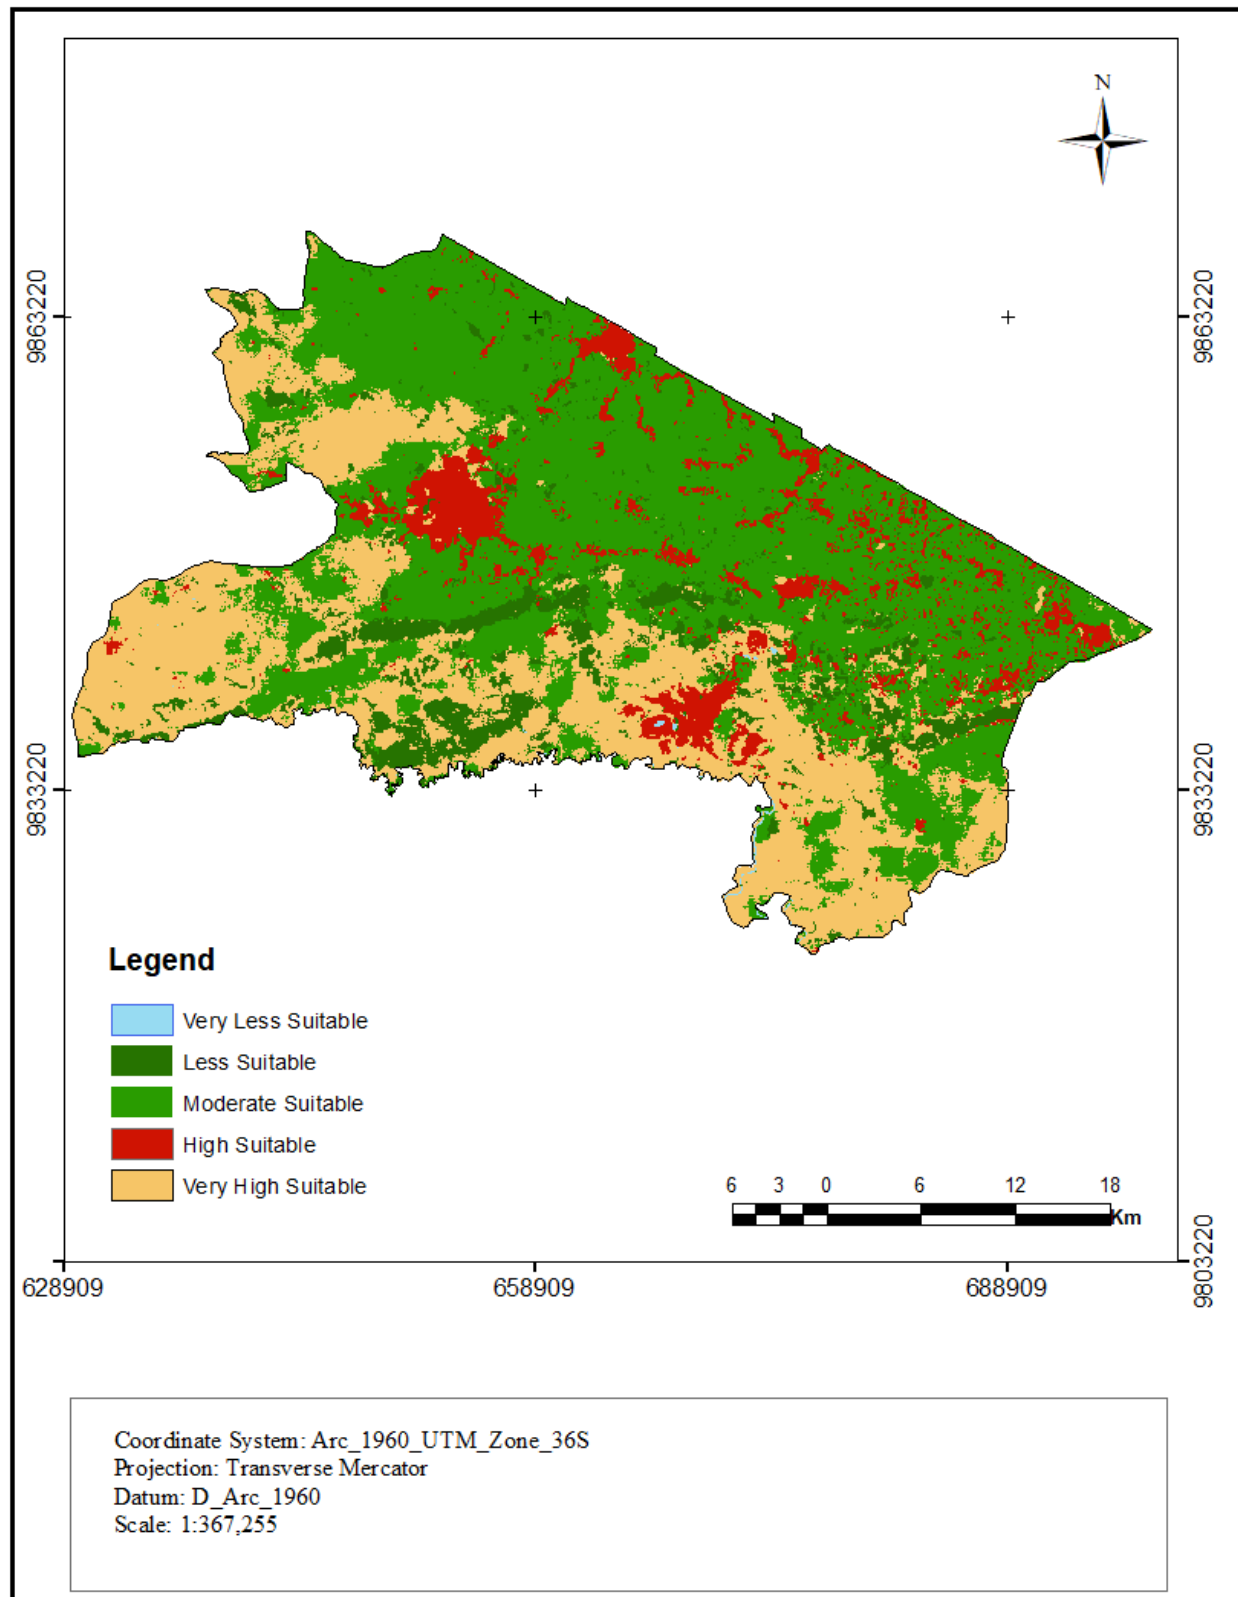 N
9863220
9863220
9833220
9833220
Legend
Very Less Suitable
Less Suitable
Moderate Suitable
High Suitable
Very High Suitable
6 3 0 6 12 18
Km
9803220
628909 658909 688909
Coordinate System: Arc_1960_UTM_Zone_36S
Projection: Transverse Mercator
Datum: D_Arc_1960
Scale: 1:367,255